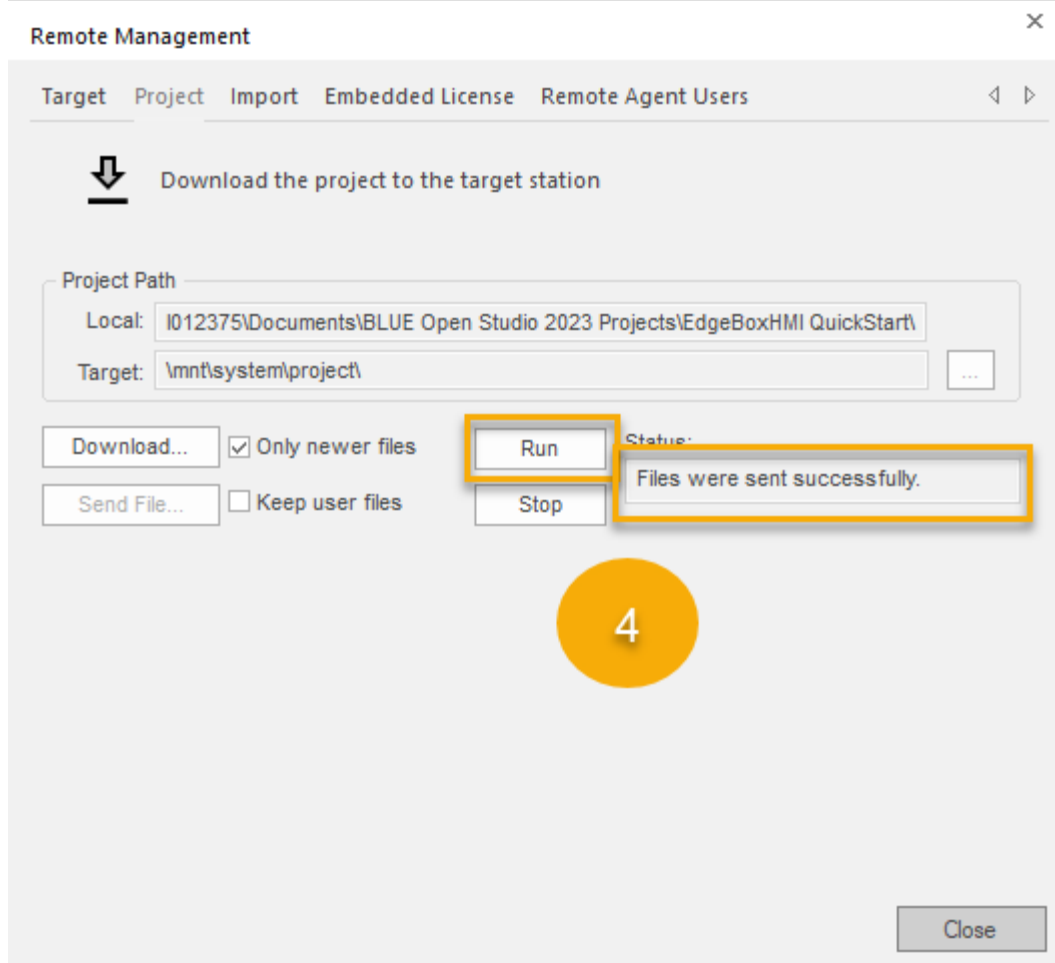 Remote Management
Target Project Import Embedded License Remote Agent Users
Download the project to the target station
Project Path
Local: I012375\Documents\BLUE Open Studio 2023 Projects\EdgeBoxHMI QuickStart\
Target: \mnt\system\project\ ...
Download... Only newer files Run Status:
Files were sent successfully.
Send File... Keep user files Stop
4
Close